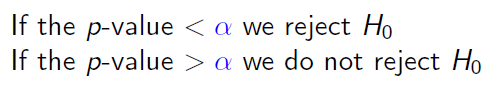 If the p-value < α we reject H₀
If the p-value > α we do not reject H₀